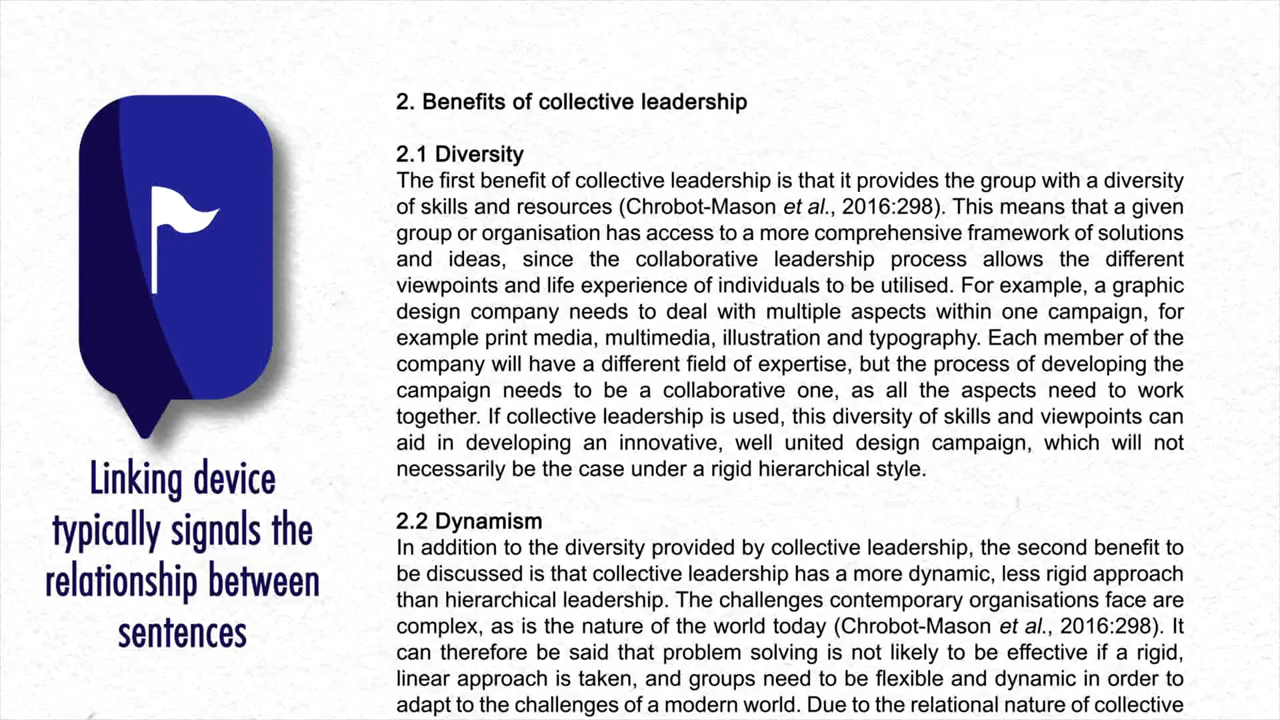 Linking device
typically signals the
relationship between
sentences
2. Benefits of collective leadership
2.1 Diversity
The first benefit of collective leadership is that it provides the group with a diversity
of skills and resources (Chrobot-Mason et al., 2016:298). This means that a given
group or organisation has access to a more comprehensive framework of solutions
and ideas, since the collaborative leadership process allows the different
viewpoints and life experience of individuals to be utilised. For example, a graphic
design company needs to deal with multiple aspects within one campaign, for
example print media, multimedia, illustration and typography. Each member of the
company will have a different field of expertise, but the process of developing the
campaign needs to be a collaborative one, as all the aspects need to work
together. If collective leadership is used, this diversity of skills and viewpoints can
aid in developing an innovative, well united design campaign, which will not
necessarily be the case under a rigid hierarchical style.
2.2 Dynamism
In addition to the diversity provided by collective leadership, the second benefit to
be discussed is that collective leadership has a more dynamic, less rigid approach
than hierarchical leadership. The challenges contemporary organisations face are
complex, as is the nature of the world today (Chrobot-Mason et al., 2016:298). It
can therefore be said that problem solving is not likely to be effective if a rigid,
linear approach is taken, and groups need to be flexible and dynamic in order to
adapt to the challenges of a modern world. Due to the relational nature of collective